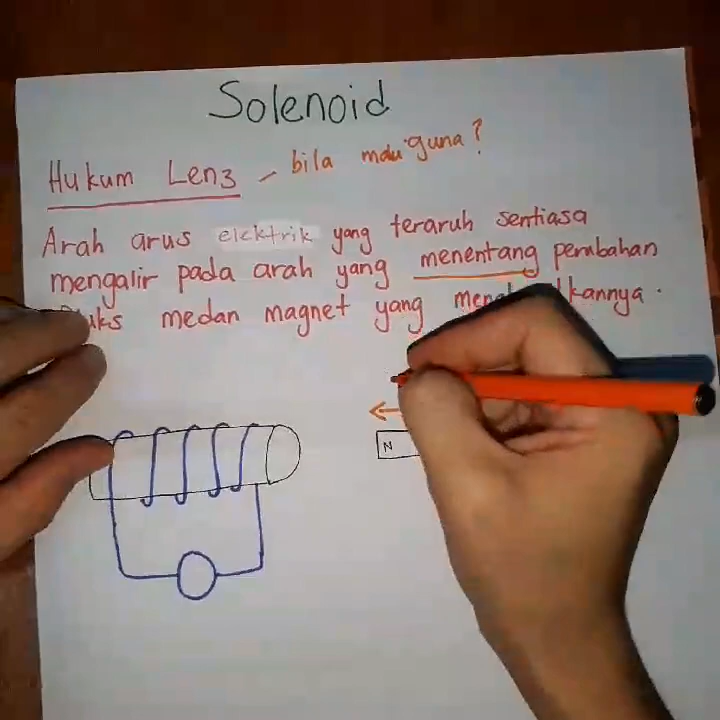 Solenoid
Hukum Lenz - bila mau guna?
Arah arus elektrik yang teraruh sentiasa
mengalir pada arah yang menentang perubahan
medan magnet yang
N